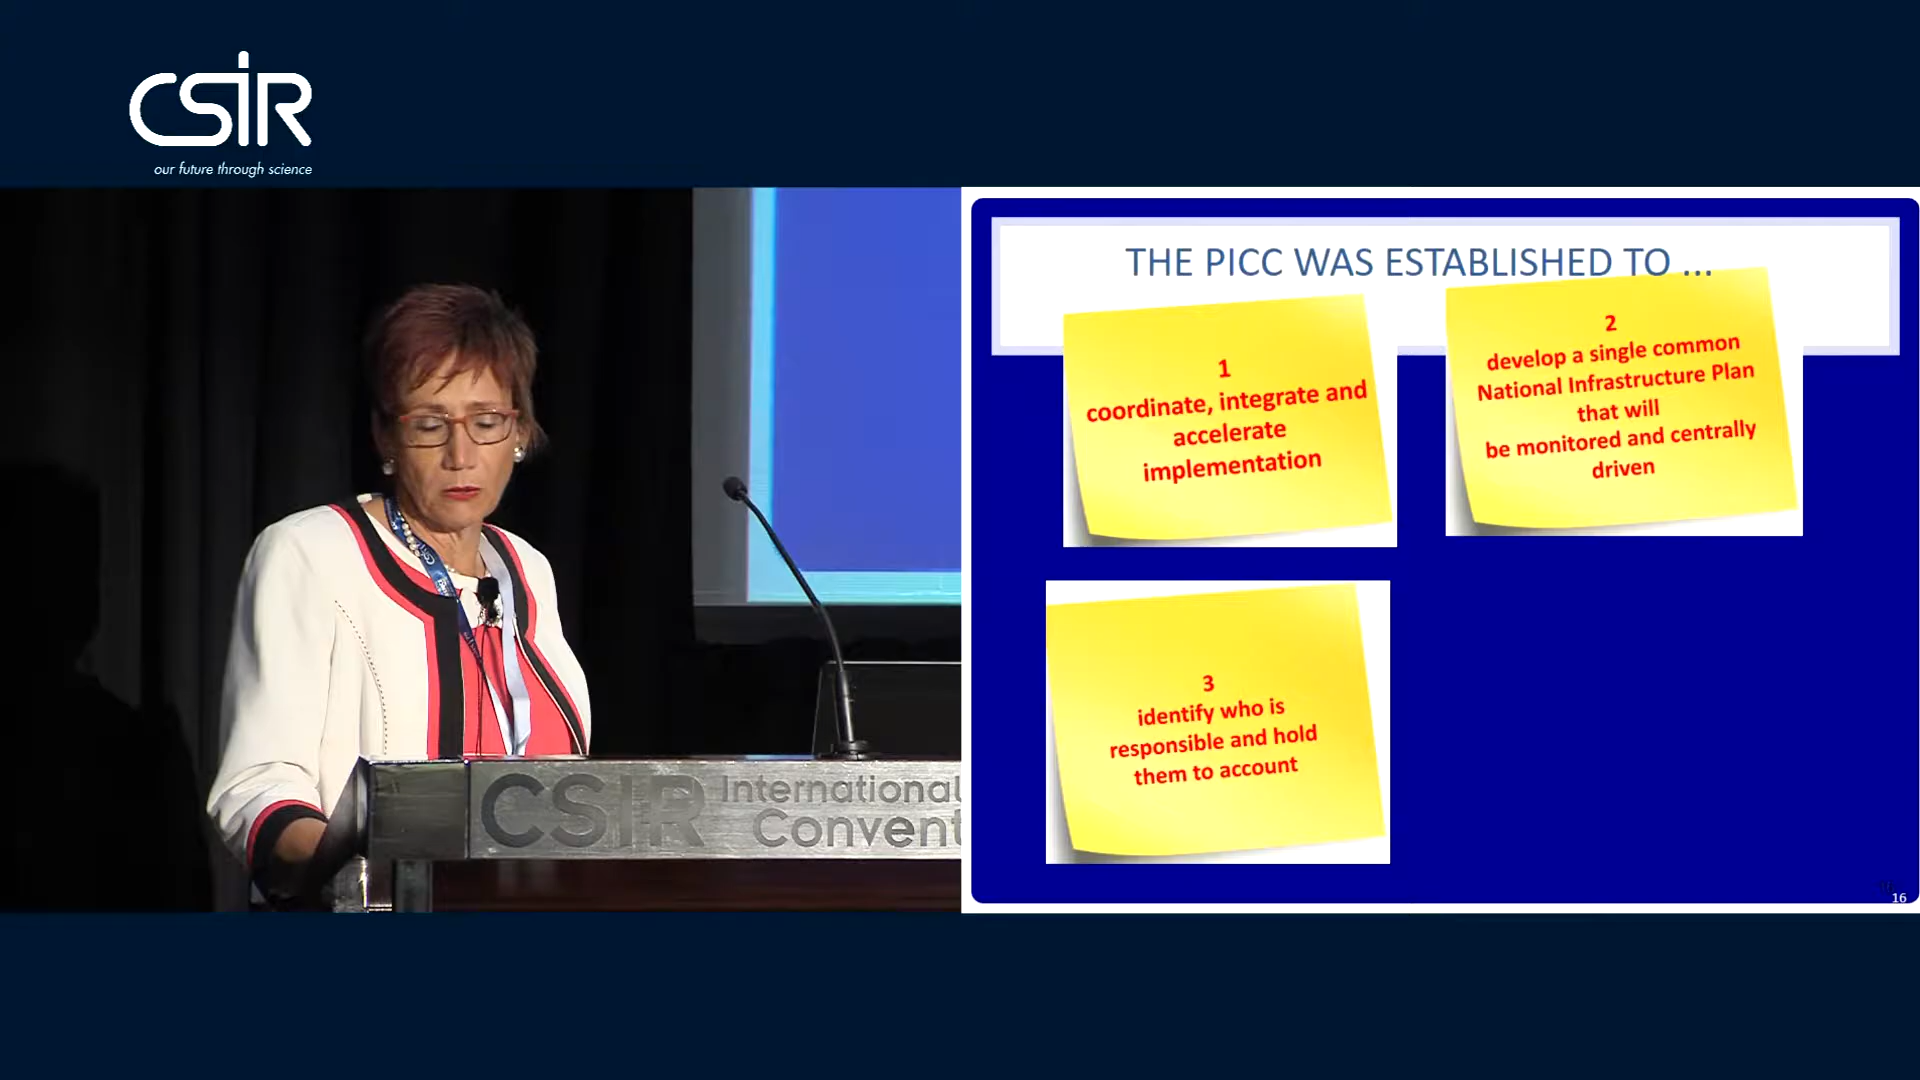 CSIR
our future through science
CSIR International
Convent
THE PICC WAS ESTABLISHED TO ...
1
coordinate, integrate and
accelerate
implementation
2
develop a single common
National Infrastructure Plan
that will
be monitored and centrally
driven
3
identify who is
responsible and hold
them to account
16